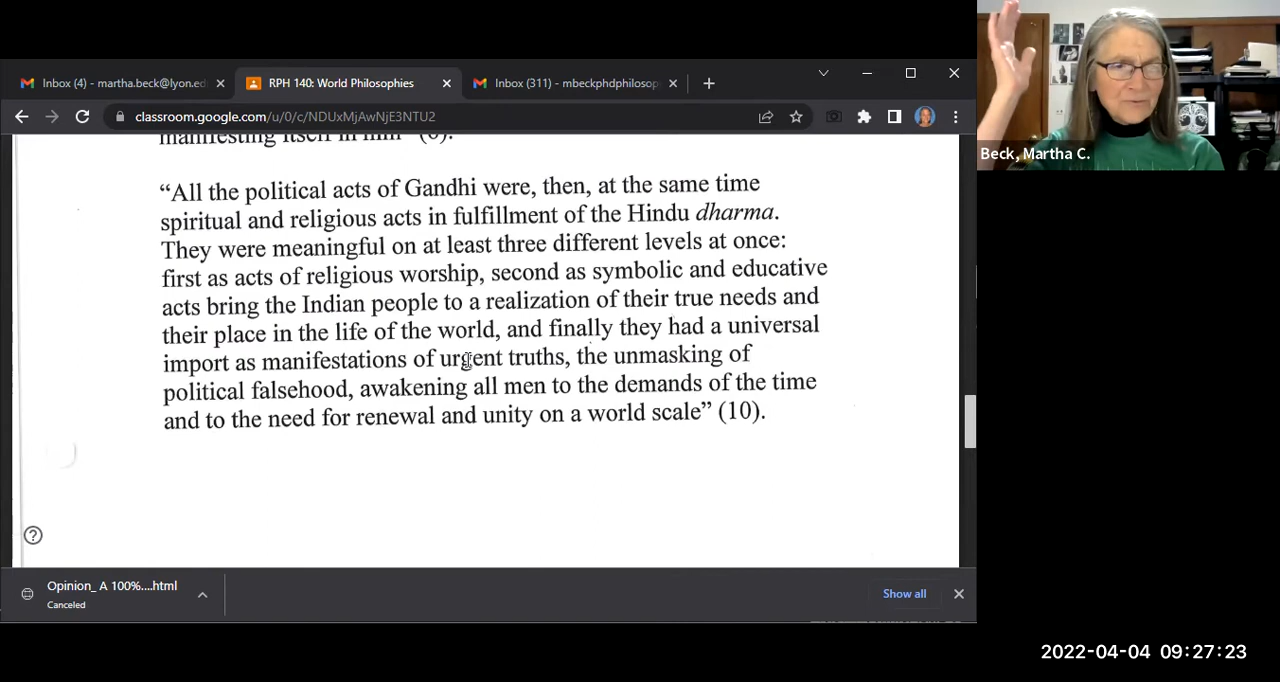 Inbox (4) - martha.beck@lyon.ed
RPH 140: World Philosophies
Inbox (311) - mbeckphdphilosop
classroom.google.com/u/0/c/NDUxMjAwNjE3NTU2
Beck, Martha C.
manifesting itself in him” (6).
“All the political acts of Gandhi were, then, at the same time
spiritual and religious acts in fulfillment of the Hindu dharma.
They were meaningful on at least three different levels at once:
first as acts of religious worship, second as symbolic and educative
acts bring the Indian people to a realization of their true needs and
their place in the life of the world, and finally they had a universal
import as manifestations of urgent truths, the unmasking of
political falsehood, awakening all men to the demands of the time
and to the need for renewal and unity on a world scale” (10).
Opinion_ A 100%....html
Canceled
Show all
2022-04-04 09:27:23